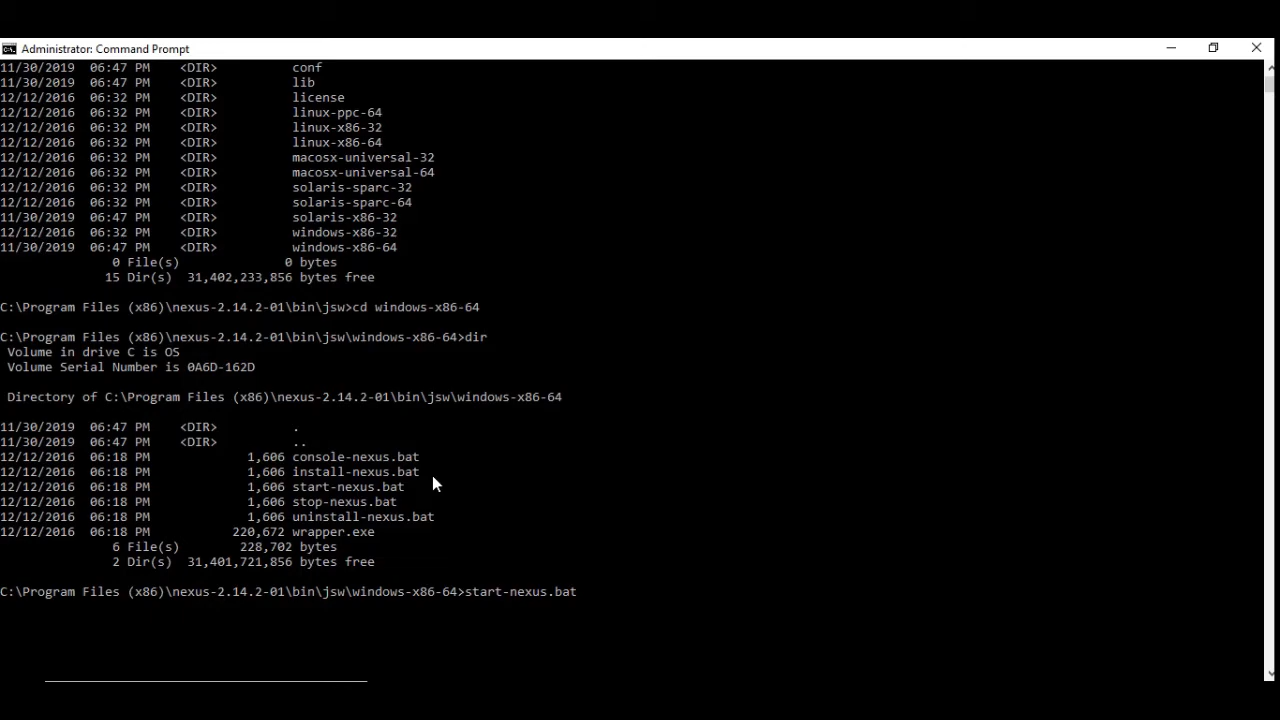 Administrator: Command Prompt
11/30/2019  06:47 PM    <DIR>          conf
11/30/2019  06:47 PM    <DIR>          lib
12/12/2016  06:32 PM    <DIR>          license
12/12/2016  06:32 PM    <DIR>          linux-ppc-64
12/12/2016  06:32 PM    <DIR>          linux-x86-32
12/12/2016  06:32 PM    <DIR>          linux-x86-64
12/12/2016  06:32 PM    <DIR>          macosx-universal-32
12/12/2016  06:32 PM    <DIR>          macosx-universal-64
12/12/2016  06:32 PM    <DIR>          solaris-sparc-32
12/12/2016  06:32 PM    <DIR>          solaris-sparc-64
11/30/2019  06:47 PM    <DIR>          solaris-x86-32
12/12/2016  06:32 PM    <DIR>          windows-x86-32
11/30/2019  06:47 PM    <DIR>          windows-x86-64
               0 File(s)              0 bytes
              15 Dir(s)  31,402,233,856 bytes free
C:\Program Files (x86)\nexus-2.14.2-01\bin\jsw>cd windows-x86-64
C:\Program Files (x86)\nexus-2.14.2-01\bin\jsw\windows-x86-64>dir
 Volume in drive C is OS
 Volume Serial Number is 0A6D-162D
 Directory of C:\Program Files (x86)\nexus-2.14.2-01\bin\jsw\windows-x86-64
11/30/2019  06:47 PM    <DIR>          .
11/30/2019  06:47 PM    <DIR>          ..
12/12/2016  06:18 PM             1,606 console-nexus.bat
12/12/2016  06:18 PM             1,606 install-nexus.bat
12/12/2016  06:18 PM             1,606 start-nexus.bat
12/12/2016  06:18 PM             1,606 stop-nexus.bat
12/12/2016  06:18 PM             1,606 uninstall-nexus.bat
12/12/2016  06:18 PM           220,672 wrapper.exe
               6 File(s)        228,702 bytes
               2 Dir(s)  31,401,721,856 bytes free
C:\Program Files (x86)\nexus-2.14.2-01\bin\jsw\windows-x86-64>start-nexus.bat